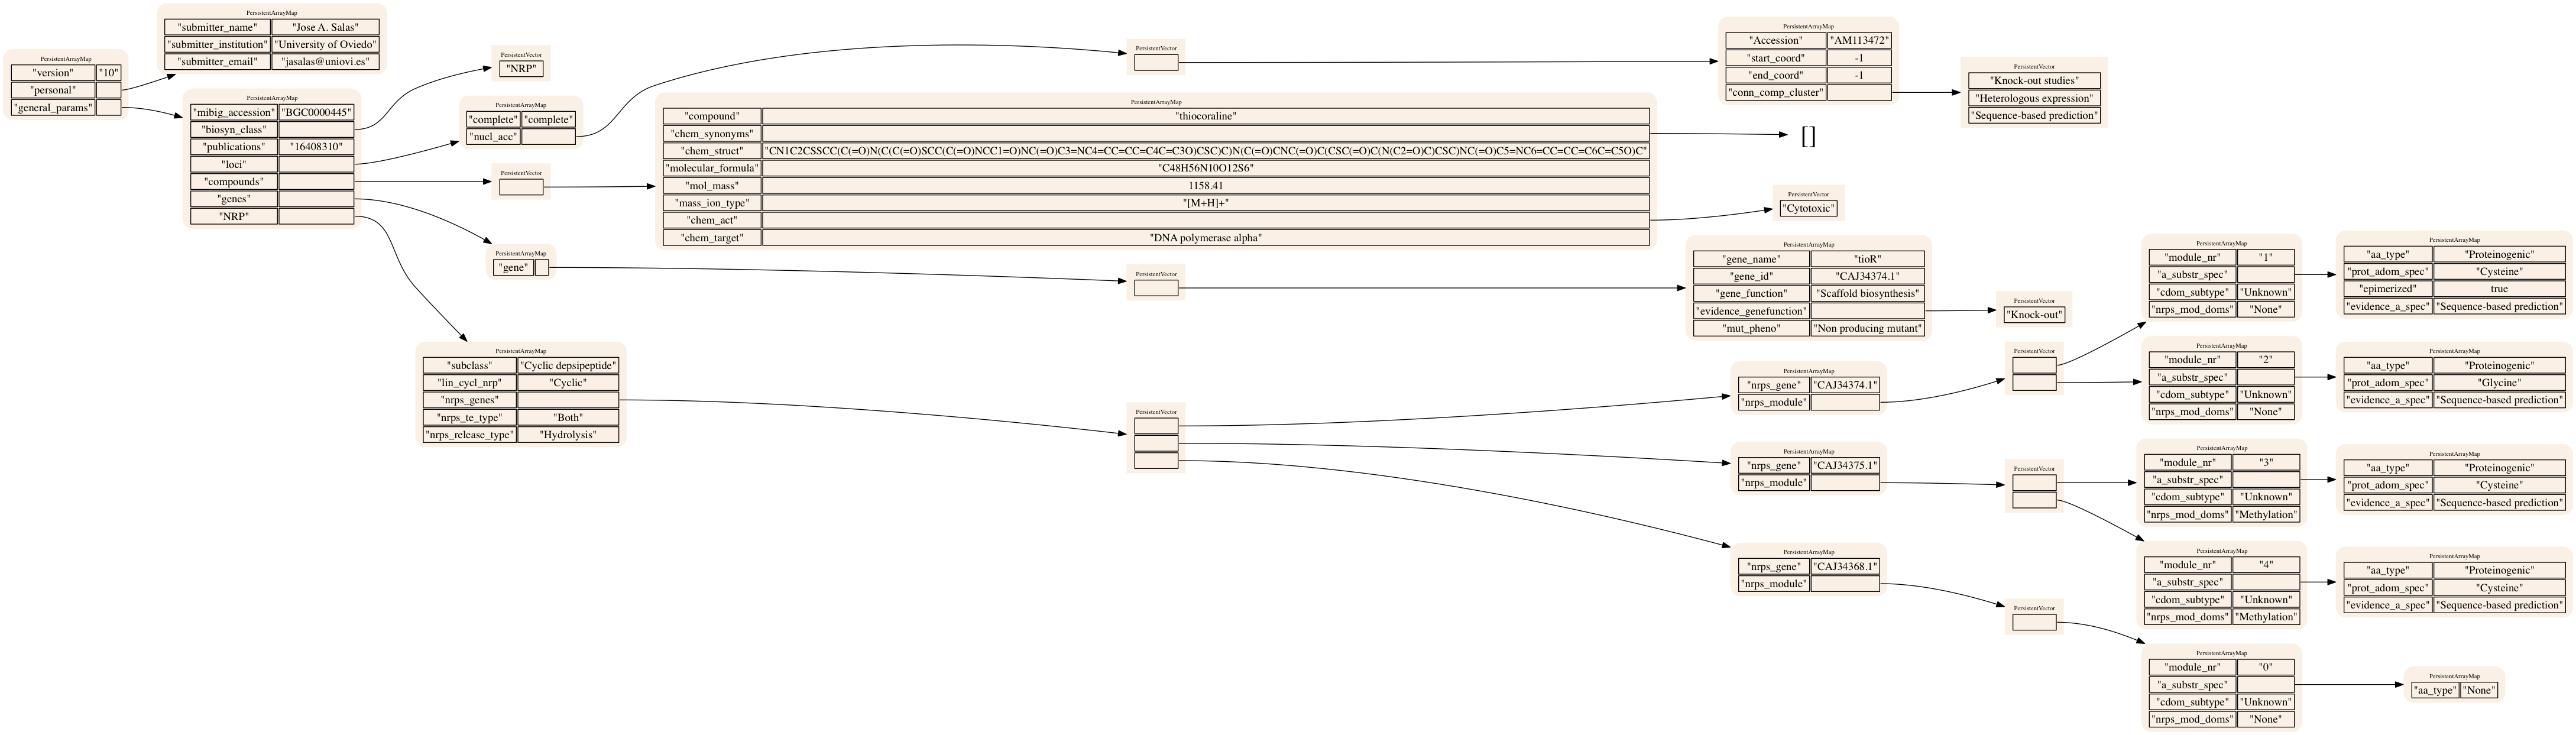 PersistentArrayMap
"version" "10"
"personal"
"general_params"
PersistentArrayMap
"submitter_name" "Jose A. Salas"
"submitter_institution" "University of Oviedo"
"submitter_email" "jasalas@uniovi.es"
PersistentArrayMap
"mibig_accession" "BGC0000445"
"biosyn_class"
"publications" "16408310"
"loci"
"compounds"
"genes"
"NRP"
PersistentVector
"NRP"
PersistentArrayMap
"complete" "complete"
"nucl_acc"
PersistentVector
PersistentArrayMap
"gene"
PersistentArrayMap
"subclass" "Cyclic depsipeptide"
"lin_cycl_nrp" "Cyclic"
"nrps_genes"
"nrps_te_type" "Both"
"nrps_release_type" "Hydrolysis"
PersistentVector
PersistentArrayMap
"compound" "thiocoraline"
"chem_synonyms"
"chem_struct" "CN1C2CSSCC(C(=O)N(C(C(=O)SCC(C(=O)NCC1=O)NC(=O)C3=NC4=CC=CC=C4C=C3O)CSC)C)N(C(=O)CNC(=O)C(CSC(=O)C(N(C2=O)C)CSC)NC(=O)C5=NC6=CC=CC=C6C=C5O)C"
"molecular_formula" "C48H56N10O12S6"
"mol_mass" 1158.41
"mass_ion_type" "[M+H]+"
"chem_act"
"chem_target" "DNA polymerase alpha"
PersistentVector
PersistentVector
PersistentArrayMap
"Accession" "AM113472"
"start_coord" -1
"end_coord" -1
"conn_comp_cluster"
PersistentVector
"Knock-out studies"
"Heterologous expression"
"Sequence-based prediction"
[]
PersistentVector
"Cytotoxic"
PersistentArrayMap
"gene_name" "tioR"
"gene_id" "CAJ34374.1"
"gene_function" "Scaffold biosynthesis"
"evidence_genefunction"
"mut_pheno" "Non producing mutant"
PersistentVector
"Knock-out"
PersistentArrayMap
"nrps_gene" "CAJ34374.1"
"nrps_module"
PersistentVector
PersistentArrayMap
"module_nr" "1"
"a_substr_spec"
"cdom_subtype" "Unknown"
"nrps_mod_doms" "None"
PersistentArrayMap
"aa_type" "Proteinogenic"
"prot_adom_spec" "Cysteine"
"epimerized" true
"evidence_a_spec" "Sequence-based prediction"
PersistentArrayMap
"module_nr" "2"
"a_substr_spec"
"cdom_subtype" "Unknown"
"nrps_mod_doms" "None"
PersistentArrayMap
"aa_type" "Proteinogenic"
"prot_adom_spec" "Glycine"
"evidence_a_spec" "Sequence-based prediction"
PersistentArrayMap
"nrps_gene" "CAJ34375.1"
"nrps_module"
PersistentVector
PersistentArrayMap
"module_nr" "3"
"a_substr_spec"
"cdom_subtype" "Unknown"
"nrps_mod_doms" "Methylation"
PersistentArrayMap
"aa_type" "Proteinogenic"
"prot_adom_spec" "Cysteine"
"evidence_a_spec" "Sequence-based prediction"
PersistentArrayMap
"module_nr" "4"
"a_substr_spec"
"cdom_subtype" "Unknown"
"nrps_mod_doms" "Methylation"
PersistentArrayMap
"aa_type" "Proteinogenic"
"prot_adom_spec" "Cysteine"
"evidence_a_spec" "Sequence-based prediction"
PersistentArrayMap
"nrps_gene" "CAJ34368.1"
"nrps_module"
PersistentVector
PersistentArrayMap
"module_nr" "0"
"a_substr_spec"
"cdom_subtype" "Unknown"
"nrps_mod_doms" "None"
PersistentArrayMap
"aa_type" "None"